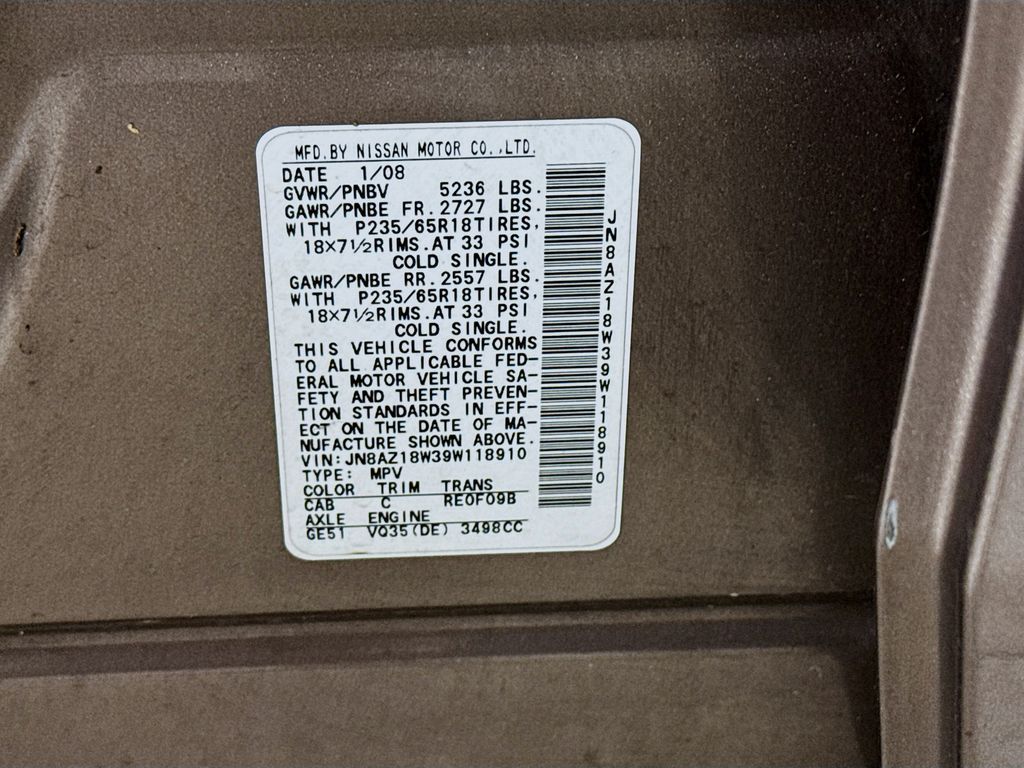 MFD.BY NISSAN MOTOR CO.,LTD.
DATE 1/08
GVWR/PNBV 5236 LBS.
GAWR/PNBE FR.2727 LBS.
WITH P235/65R18TIRES,
18×7½RIMS.AT 33 PSI
COLD SINGLE.
GAWR/PNBE RR.2557 LBS.
WITH P235/65R18TIRES,
18×7½RIMS.AT 33 PSI
COLD SINGLE.
THIS VEHICLE CONFORMS
TO ALL APPLICABLE FED-
ERAL MOTOR VEHICLE SA-
FETY AND THEFT PREVEN-
TION STANDARDS IN EFF-
ECT ON THE DATE OF MA-
NUFACTURE SHOWN ABOVE.
VIN:JN8AZ18W39W118910
TYPE: MPV
COLOR TRIM TRANS
CAB C RE0F09B
AXLE ENGINE
GE51 VQ35(DE) 3498CC
JN8AZ18W39W118910